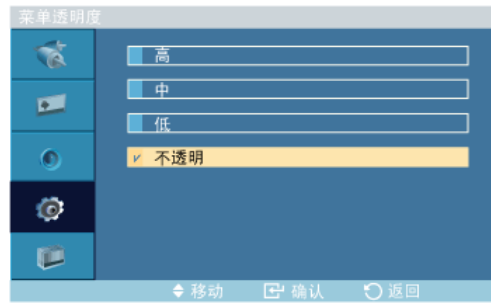 菜单透明度
高
中
低
不透明
移动 确认 返回